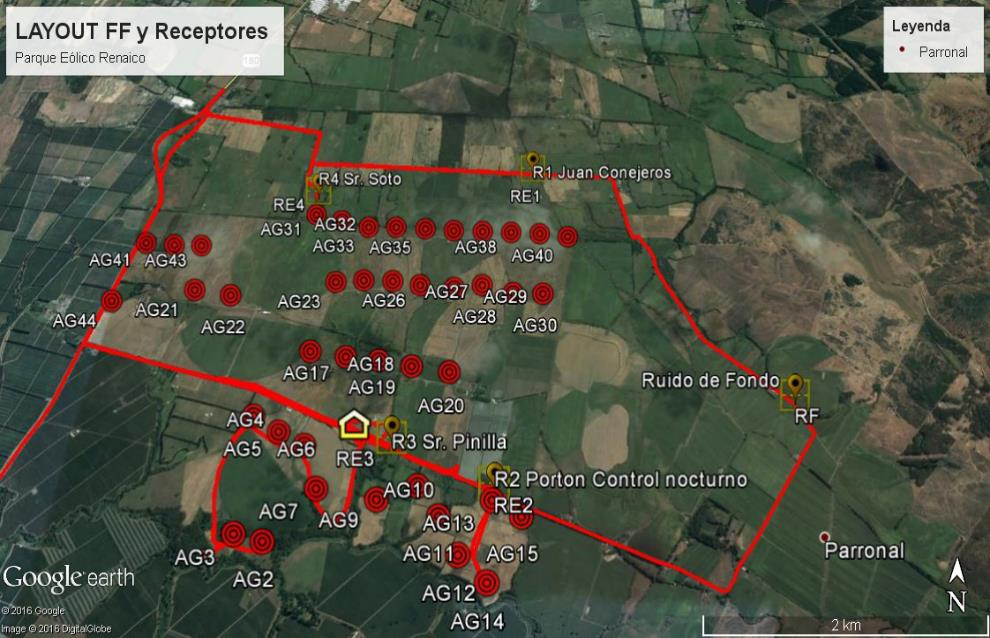 LAYOUT FF y Receptores
Parque Eólico Renaico
180
Leyenda
Parronal
R1 Juan Conejeros
RE1
R4 Sr. Soto
RE4
AG31
AG32
AG33
AG35
AG38
AG40
AG41
AG43
AG44
AG21
AG22
AG23
AG26
AG27
AG28
AG29
AG30
AG17
AG18
AG19
AG20
Ruido de Fondo
RF
AG4
AG5
AG6
R3 Sr. Pinilla
RE3
R2 Porton Control nocturno
RE2
AG10
AG7
AG9
AG13
AG3
AG2
AG11
AG15
AG12
AG14
Parronal
Google earth
© 2016 Google
Image © 2016 DigitalGlobe
N
2 km